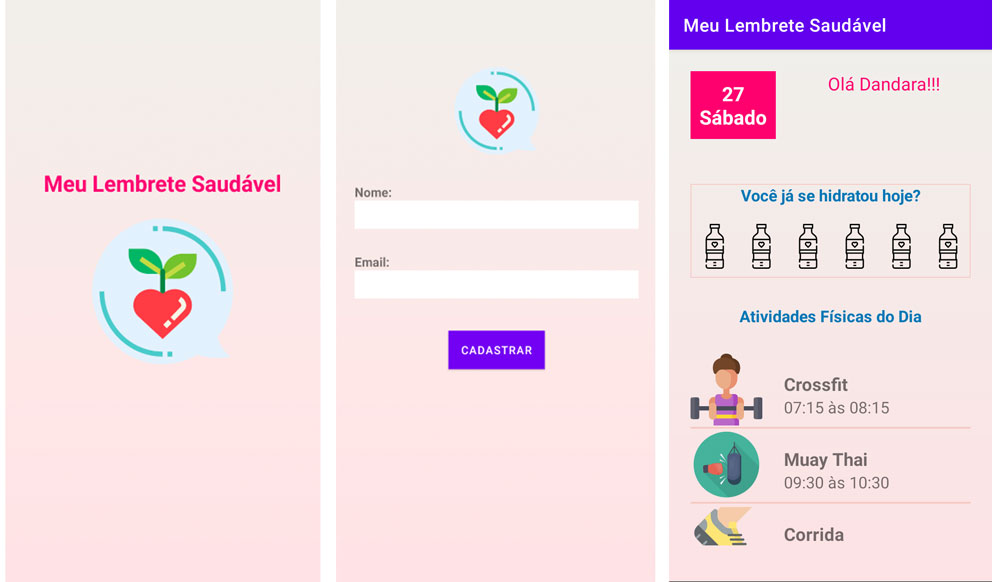 Meu Lembrete Saudável
Nome:
Email:
CADASTRAR
Meu Lembrete Saudável
27
Sábado
Olá Dandara!!!
Você já se hidratou hoje?
Atividades Físicas do Dia
Crossfit
07:15 às 08:15
Muay Thai
09:30 às 10:30
Corrida